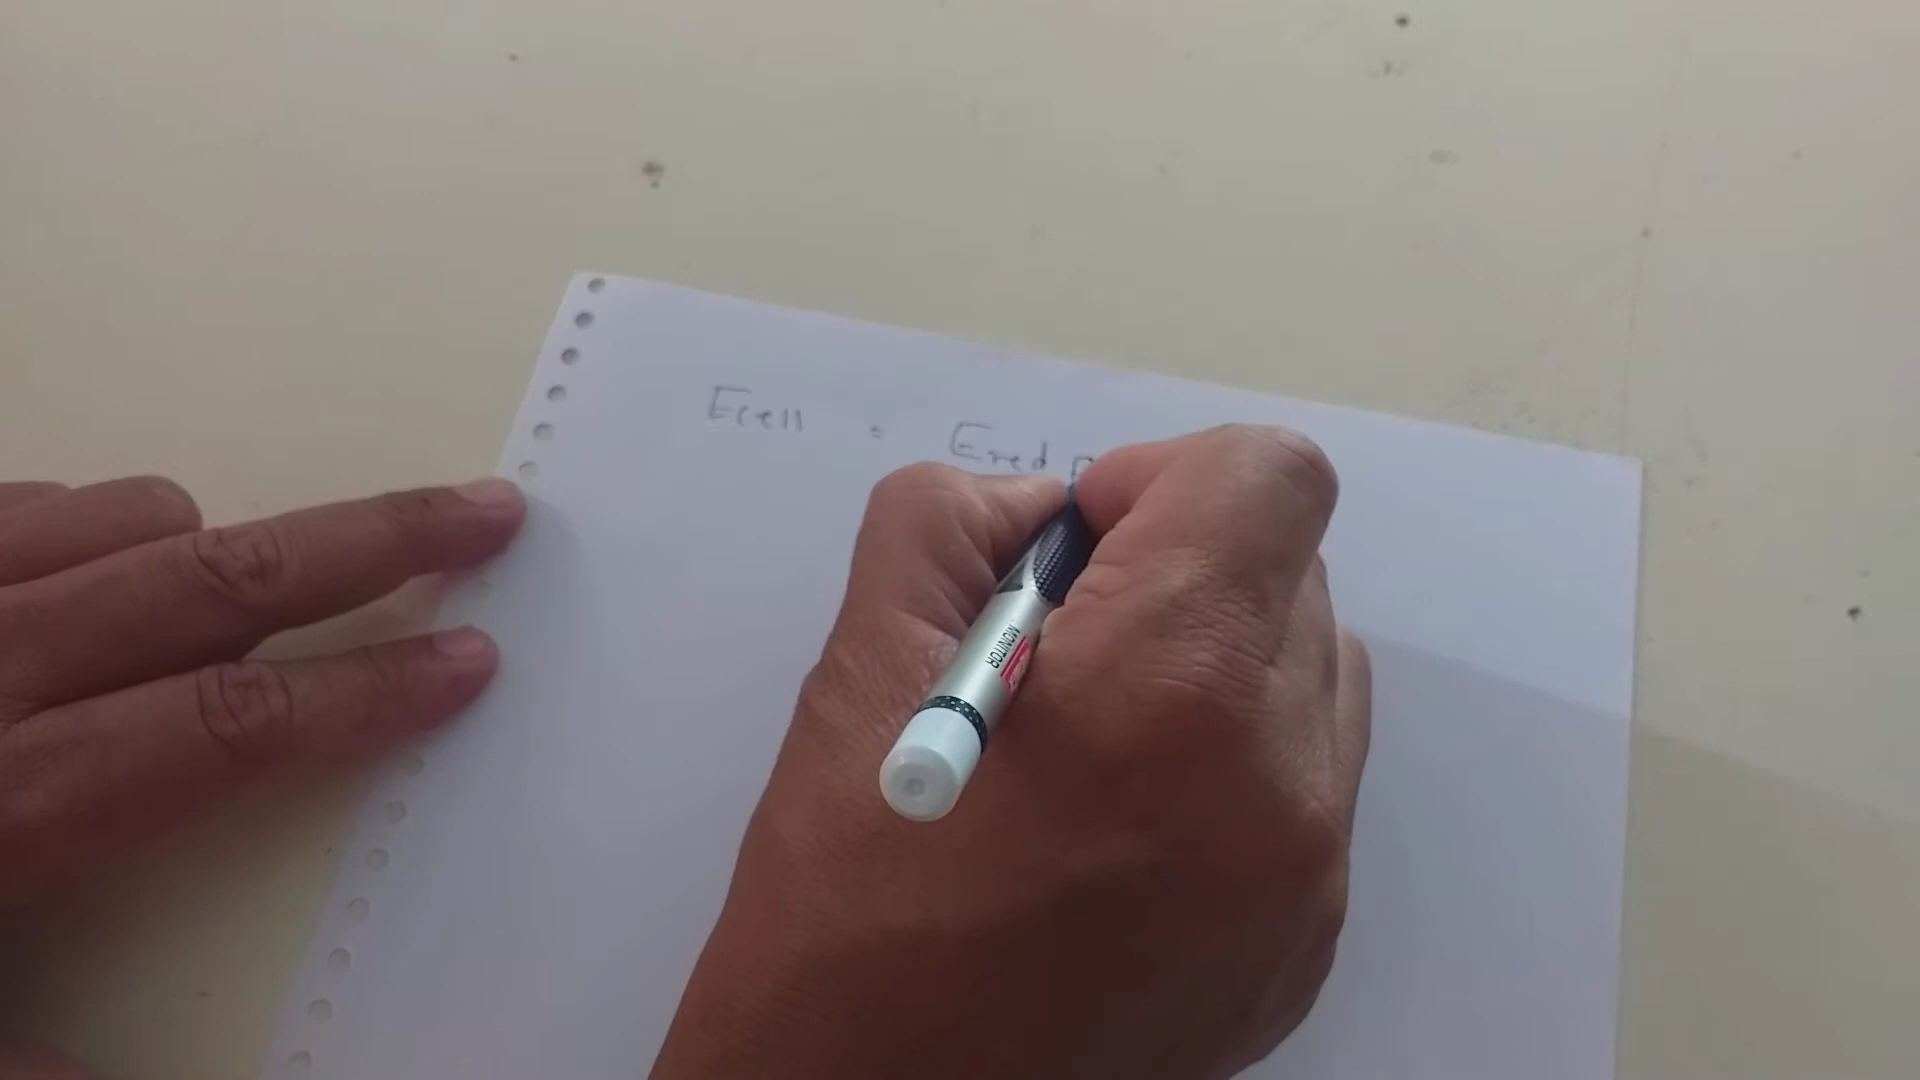 Ecell = Ered
MONITOR